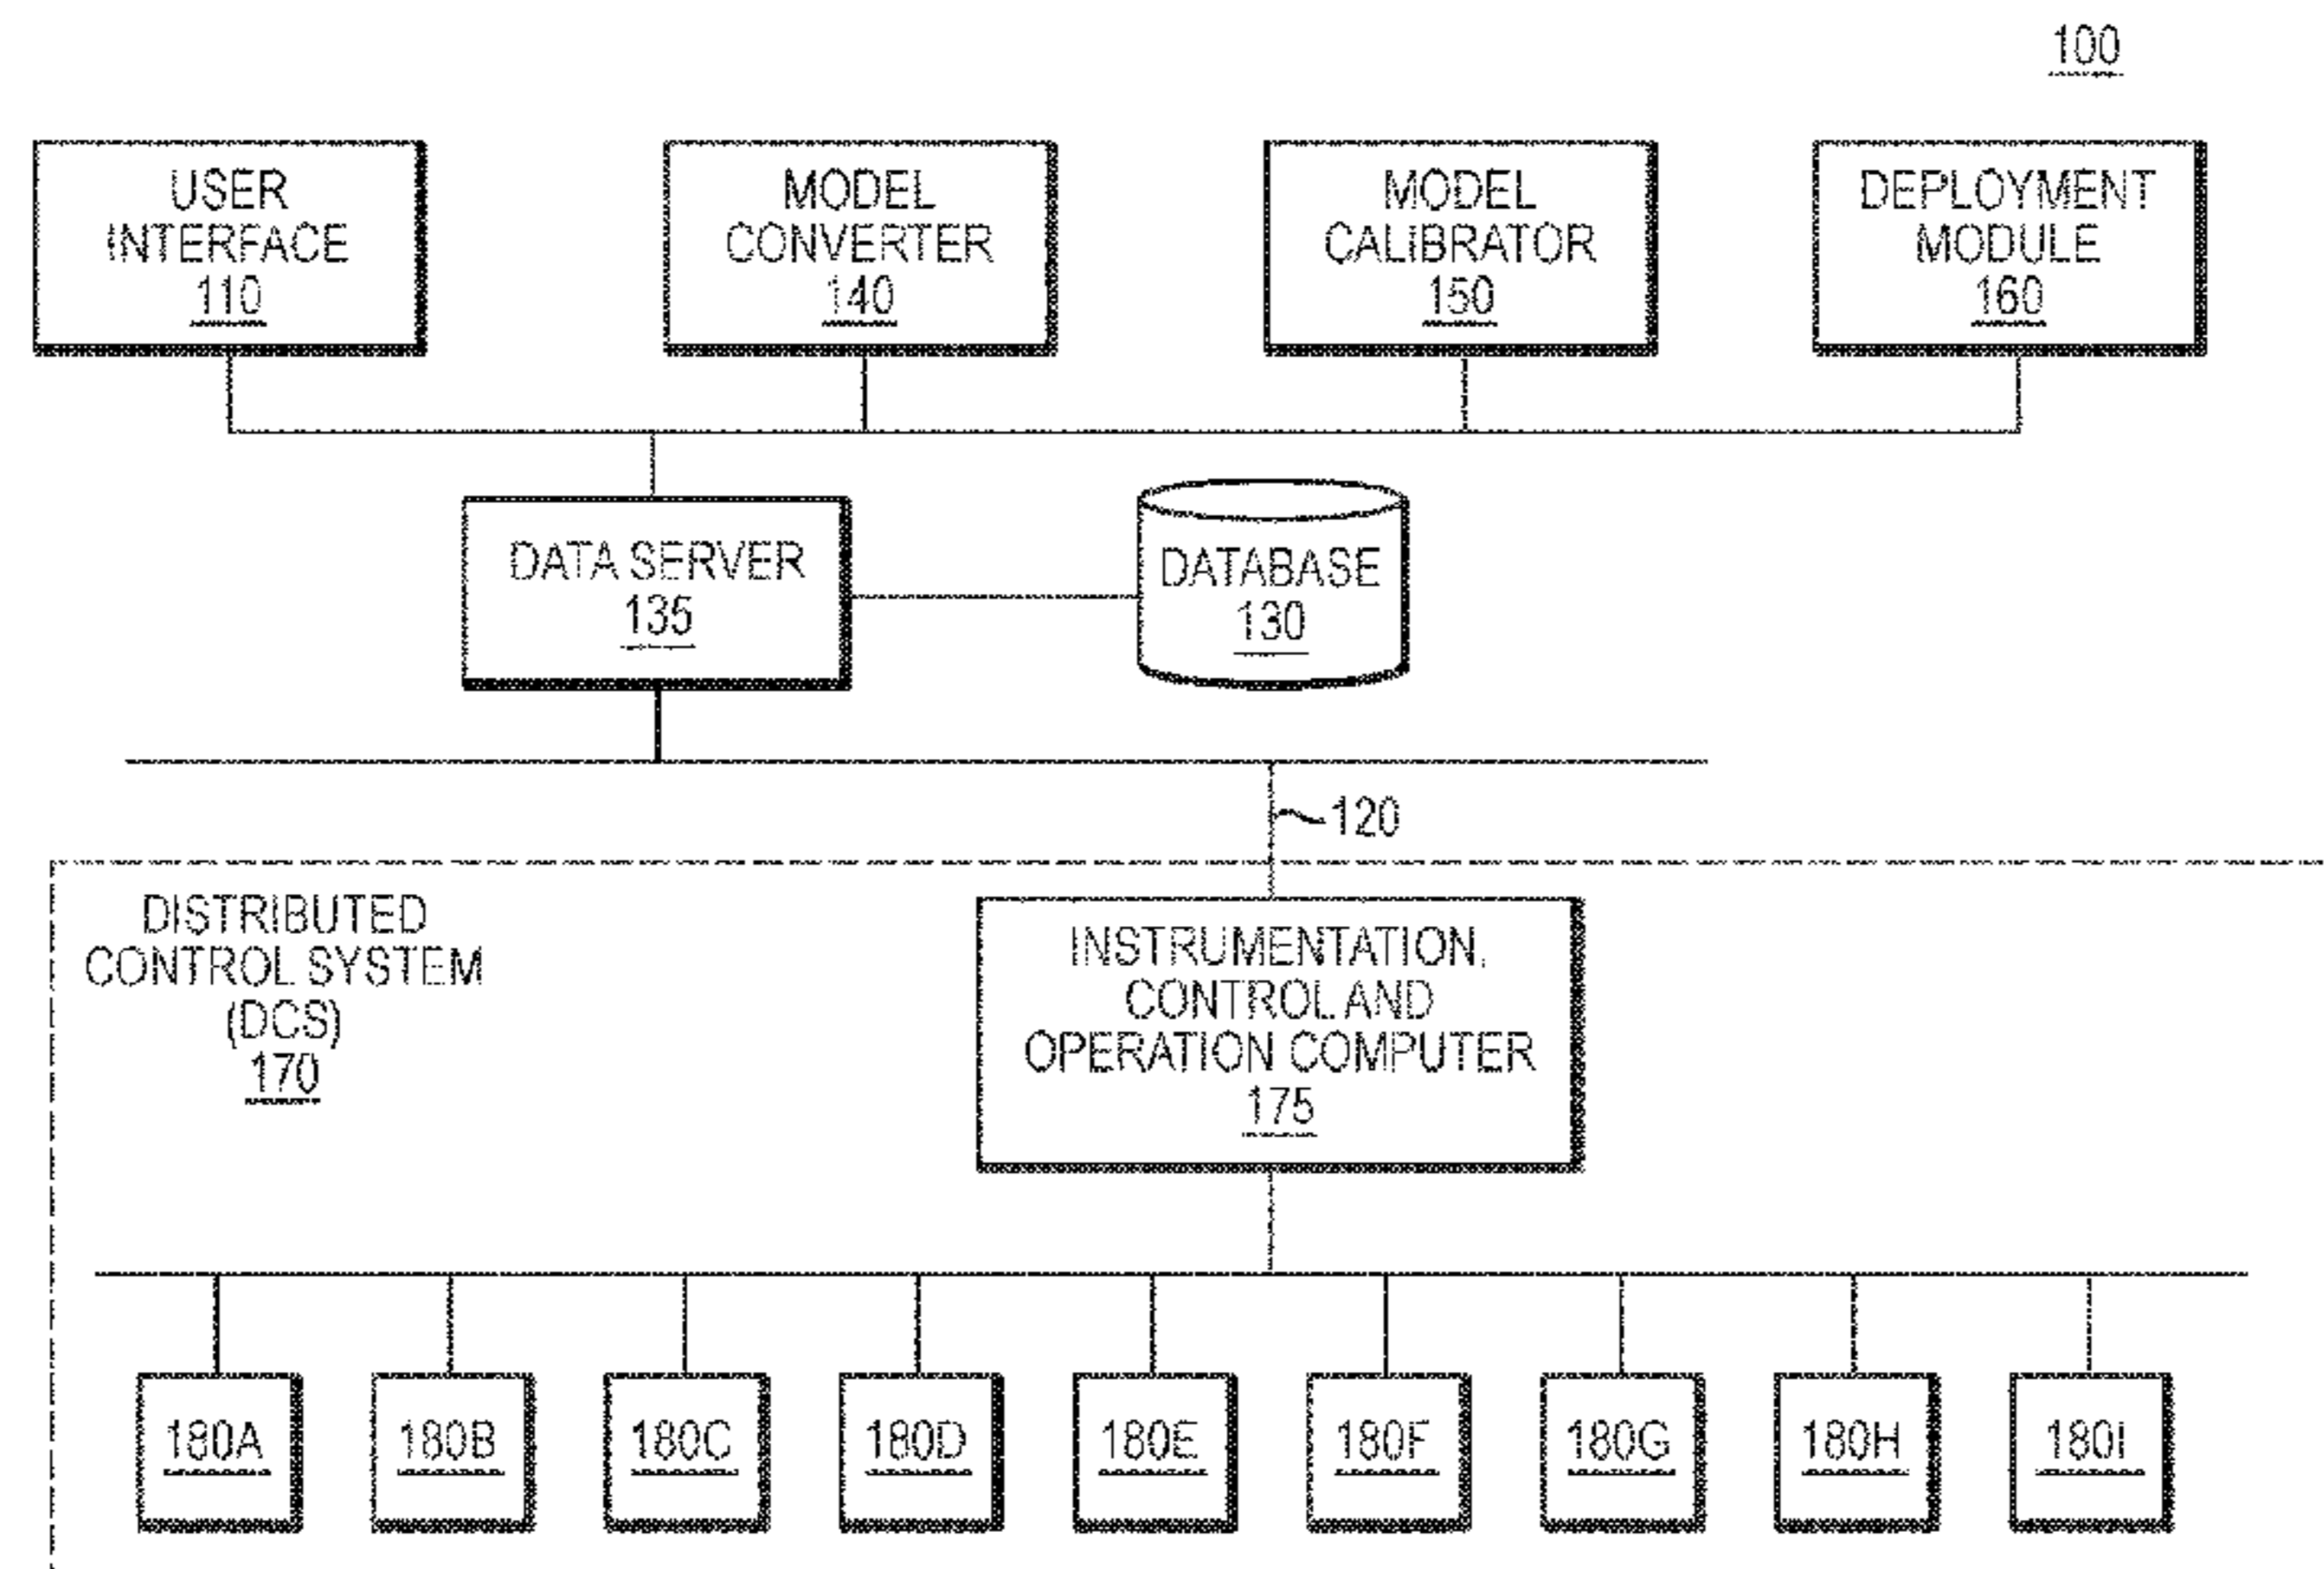 100
USER
INTERFACE
110
MODEL
CONVERTER
140
MODEL
CALIBRATOR
150
DEPLOYMENT
MODULE
160
DATA SERVER
135
DATABASE
130
120
DISTRIBUTED
CONTROL SYSTEM
(DCS)
170
INSTRUMENTATION,
CONTROL AND
OPERATION COMPUTER
175
180A
180B
180C
180D
180E
180F
180G
180H
180I